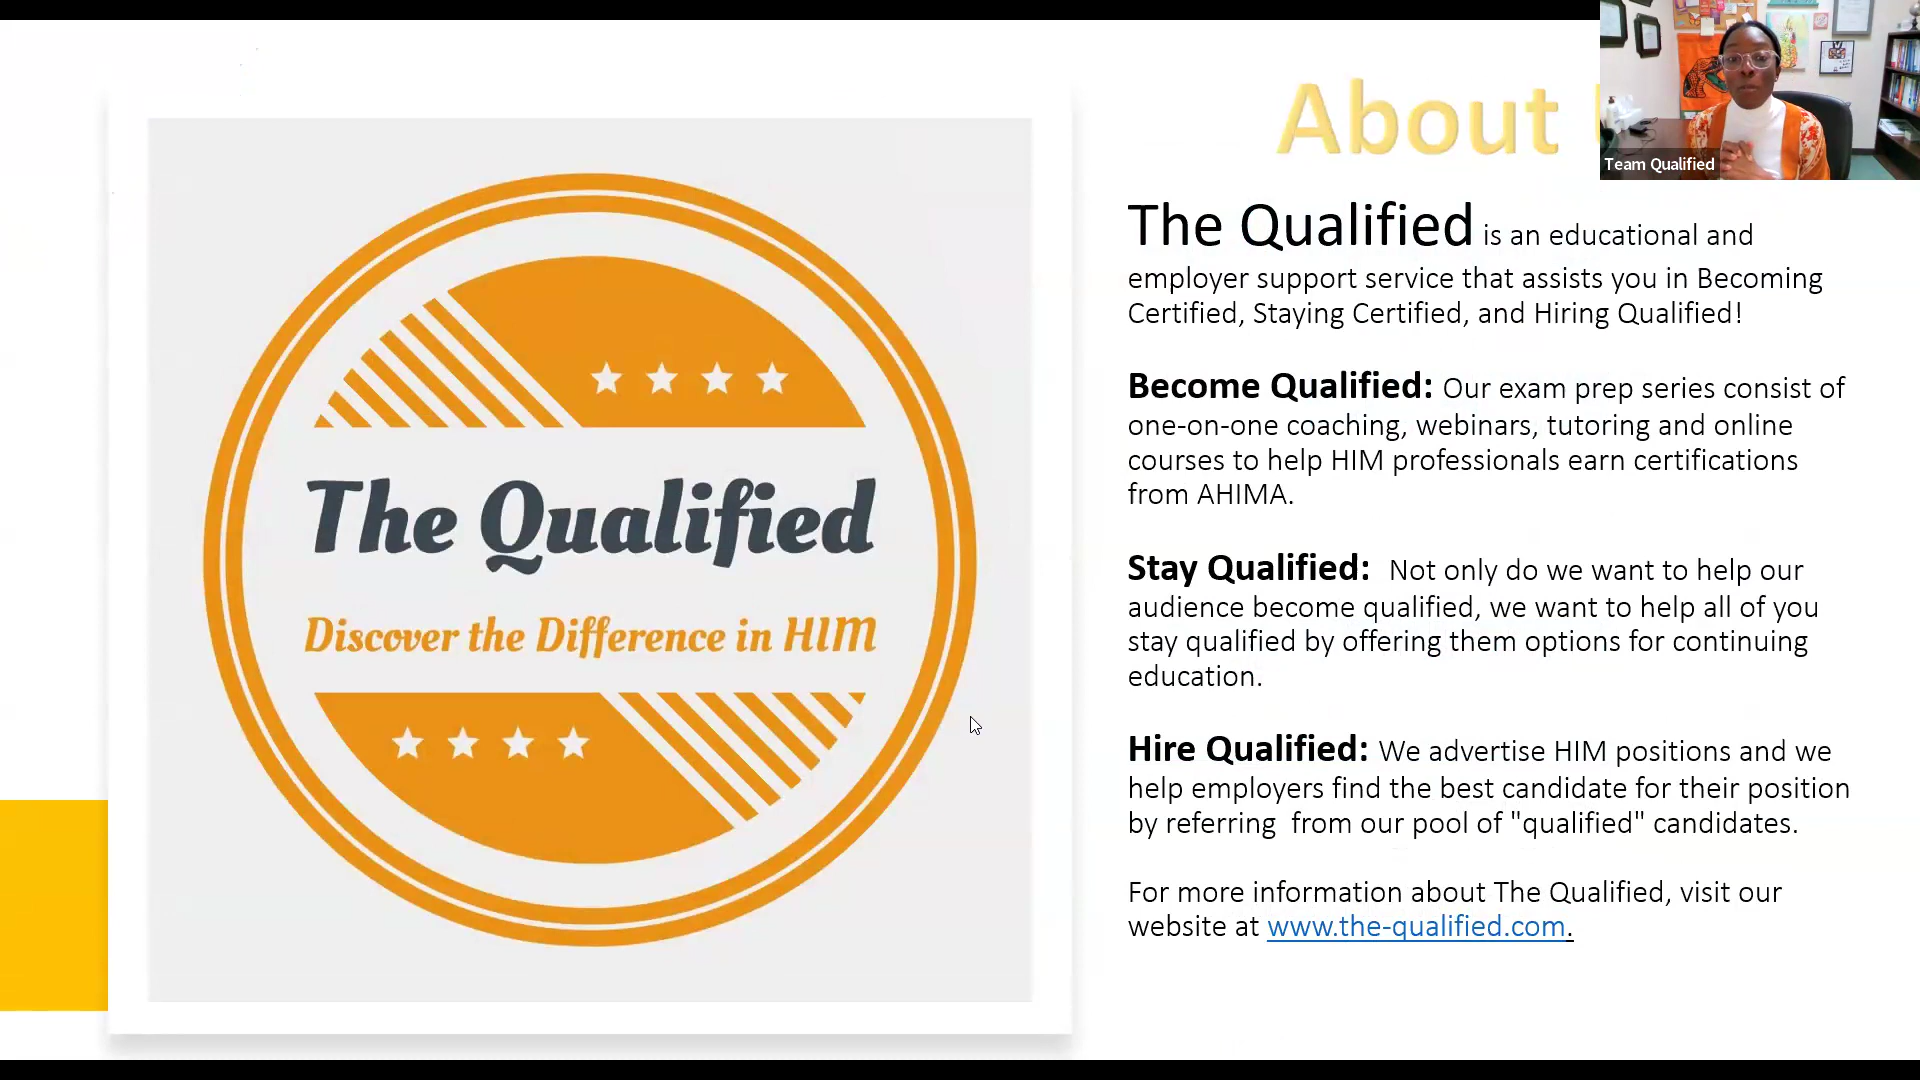 About
Team Qualified
The Qualified
Discover the Difference in HIM
The Qualified is an educational and
employer support service that assists you in Becoming
Certified, Staying Certified, and Hiring Qualified!
Become Qualified: Our exam prep series consist of
one-on-one coaching, webinars, tutoring and online
courses to help HIM professionals earn certifications
from AHIMA.
Stay Qualified:  Not only do we want to help our
audience become qualified, we want to help all of you
stay qualified by offering them options for continuing
education.
Hire Qualified: We advertise HIM positions and we
help employers find the best candidate for their position
by referring  from our pool of "qualified" candidates.
For more information about The Qualified, visit our
website at www.the-qualified.com.